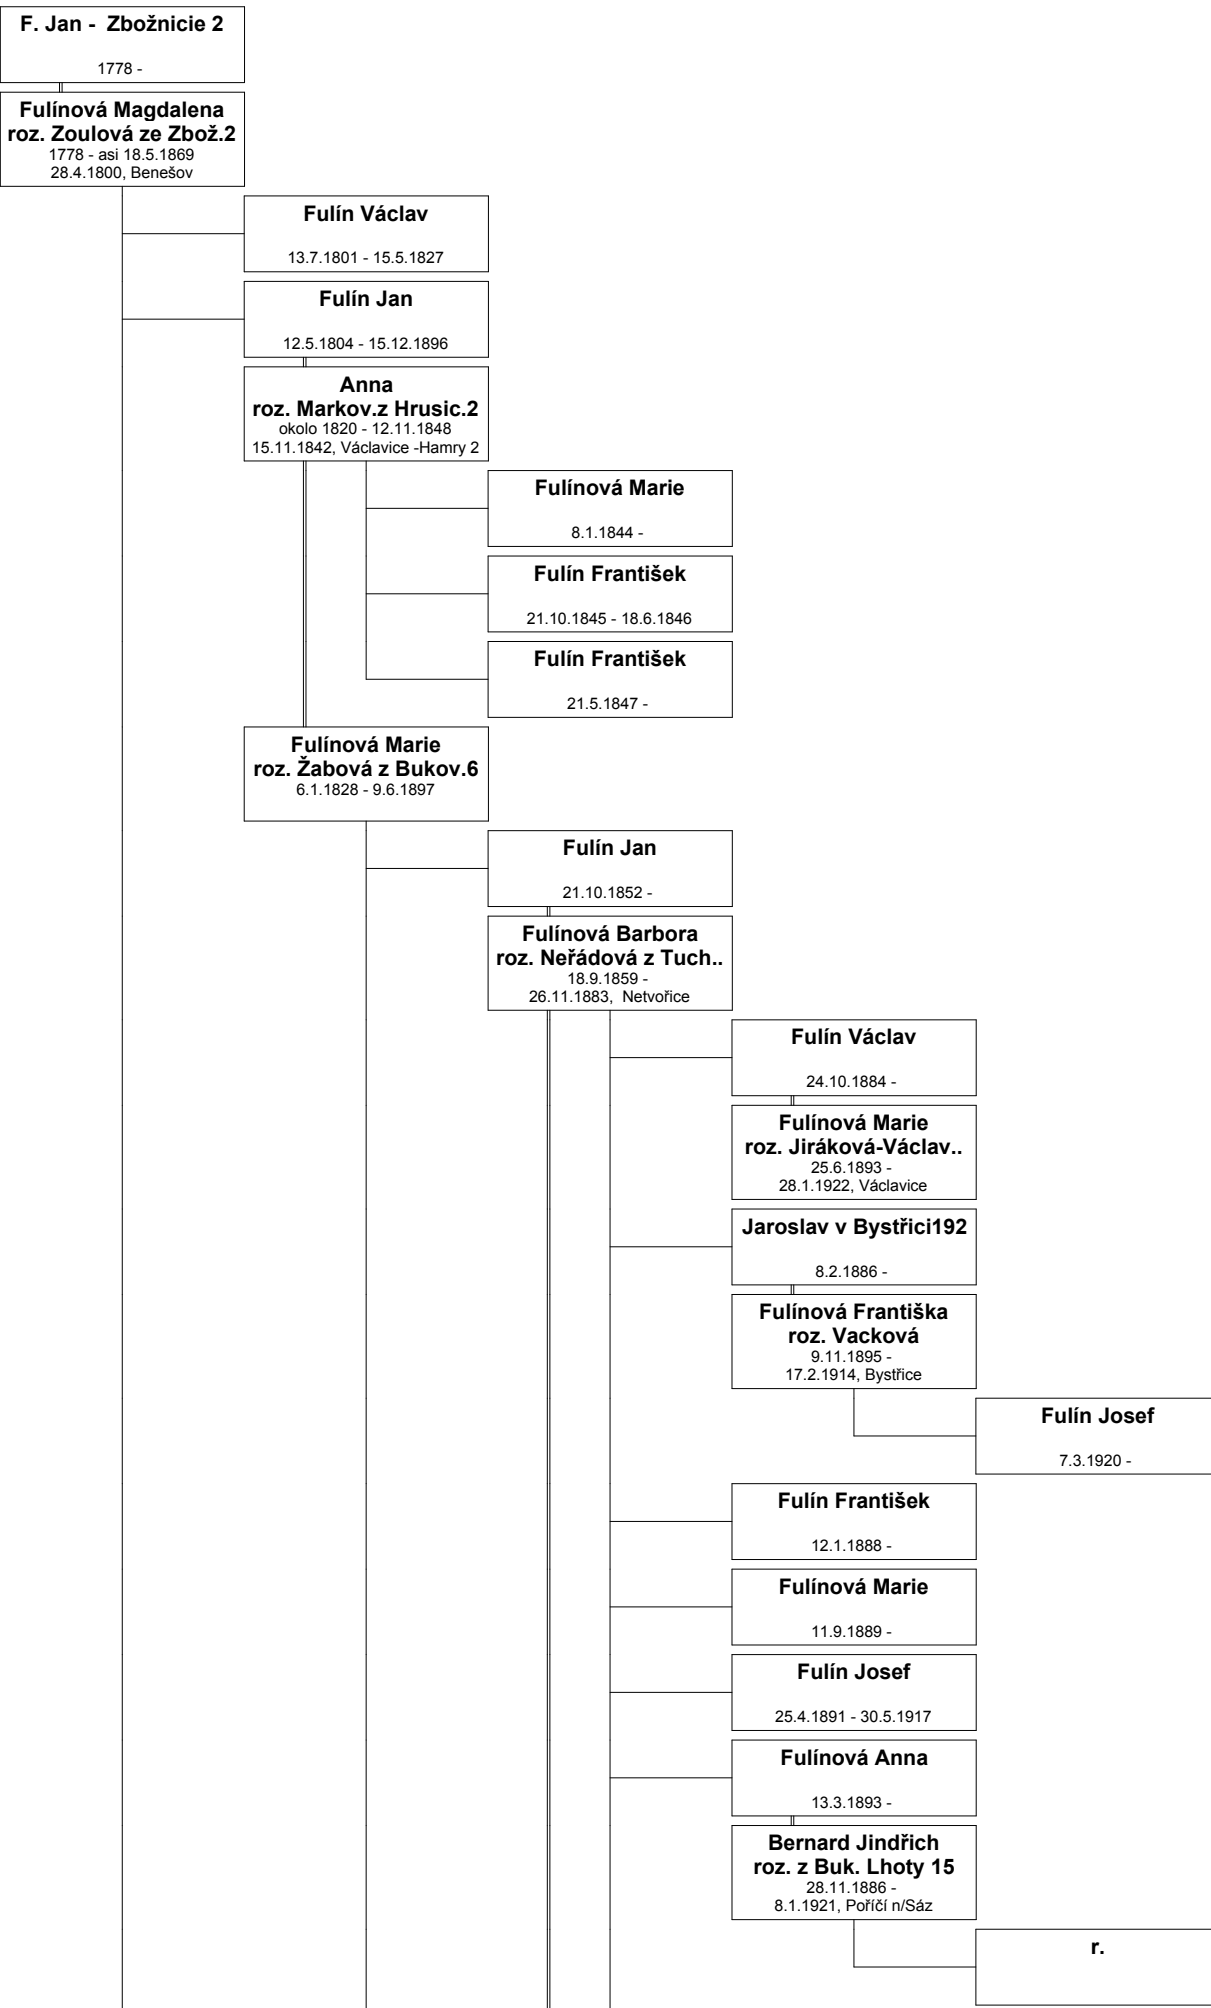 F. Jan - Zbožnicie 2
1778 -
Fulínová Magdalena
roz. Zoulová ze Zbož.2
1778 - asi 18.5.1869
28.4.1800, Benešov
Fulín Václav
13.7.1801 - 15.5.1827
Fulín Jan
12.5.1804 - 15.12.1896
Anna
roz. Markov.z Hrusic.2
okolo 1820 - 12.11.1848
15.11.1842, Václavice -Hamry 2
Fulínová Marie
8.1.1844 -
Fulín František
21.10.1845 - 18.6.1846
Fulín František
21.5.1847 -
Fulínová Marie
roz. Žabová z Bukov.6
6.1.1828 - 9.6.1897
Fulín Jan
21.10.1852 -
Fulínová Barbora
roz. Neřádová z Tuch..
18.9.1859 -
26.11.1883, Netvořice
Fulín Václav
24.10.1884 -
Fulínová Marie
roz. Jiráková-Václav..
25.6.1893 -
28.1.1922, Václavice
Jaroslav v Bystřici192
8.2.1886 -
Fulínová Františka
roz. Vacková
9.11.1895 -
17.2.1914, Bystřice
Fulín Josef
7.3.1920 -
Fulín František
12.1.1888 -
Fulínová Marie
11.9.1889 -
Fulín Josef
25.4.1891 - 30.5.1917
Fulínová Anna
13.3.1893 -
Bernard Jindřich
roz. z Buk. Lhoty 15
28.11.1886 -
8.1.1921, Poříčí n/Sáz
r.